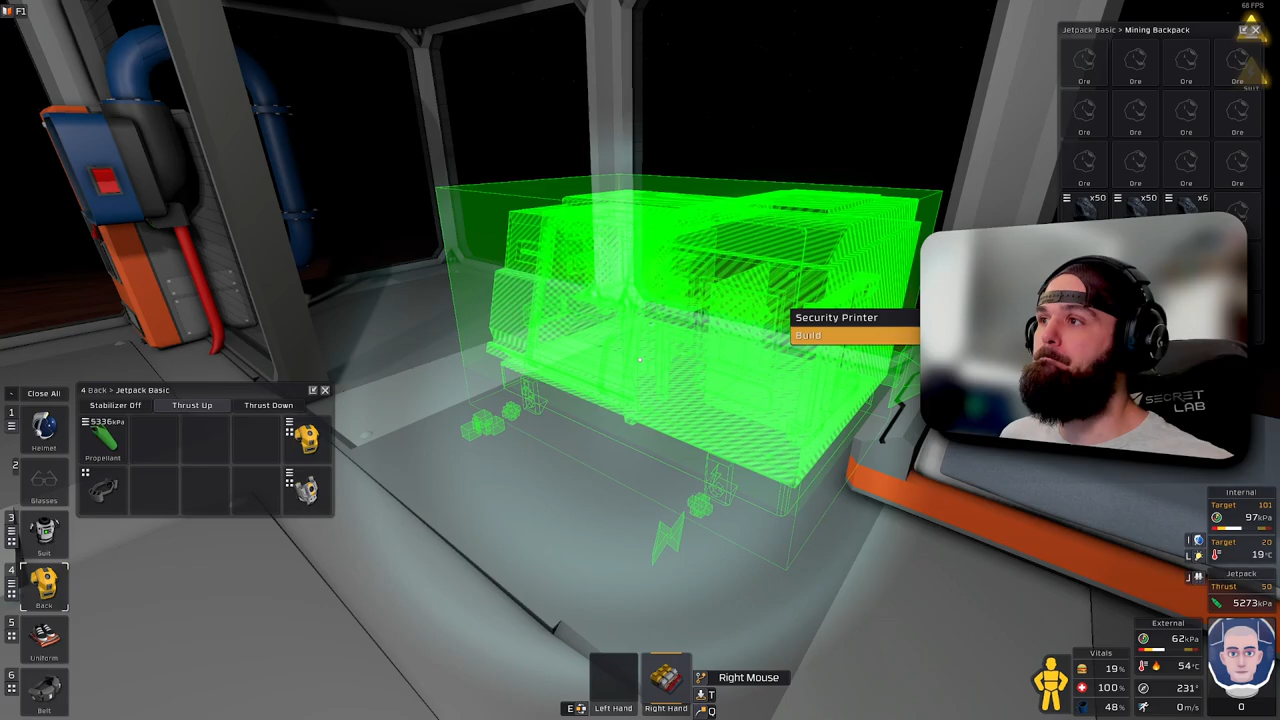 F1
68 FPS
Jetpack Basic > Mining Backpack
Ore Ore Ore Ore
Ore Ore Ore Ore
Ore Ore Ore Ore
x50 x50 x6
Security Printer
Build
SECRET
LAB
Close All
4 Back > Jetpack Basic
Stabilizer Off Thrust Up Thrust Down
5336kPa
Propellant
1
Helmet
2
Glasses
3
Suit
4
Back
5
Uniform
6
Belt
E
Left Hand
Right Hand
Right Mouse
T
Q
Internal
Target 101
97kPa
Target 20
19°C
Jetpack
Thrust 50
5273kPa
External
62kPa
54°C
231°
0m/s
Vitals
19%
100%
48%
0